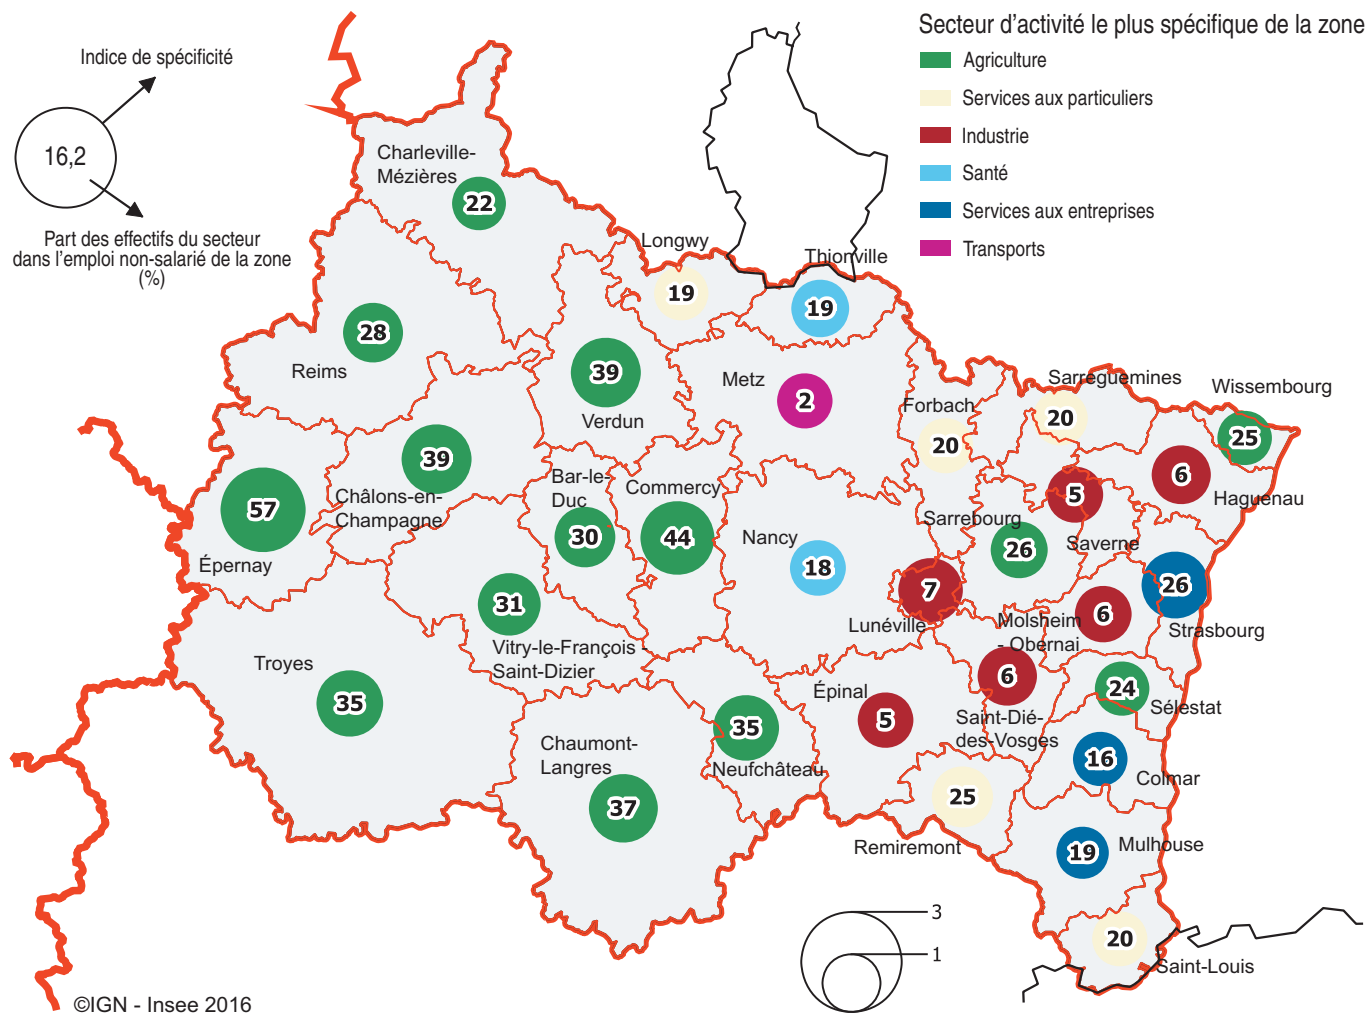 Secteur d'activité le plus spécifique de la zone
Agriculture
Services aux particuliers
Industrie
Santé
Services aux entreprises
Transports
Indice de spécificité
16,2
Part des effectifs du secteur
dans l'emploi non-salarié de la zone
(%)
Charleville-
Mézières
22
Longwy
19
Thionville
19
Reims
28
Verdun
39
Metz
2
Forbach
20
Sarreguemines
20
Wissembourg
25
Haguenau
6
Épernay
57
Châlons-en-
Champagne
39
Bar-le-
Duc
30
Commercy
44
Nancy
18
Sarrebourg
26
Saverne
5
Strasbourg
26
Lunéville
7
Molsheim
- Obernai
6
Vitry-le-François -
Saint-Dizier
31
Troyes
35
Épinal
5
Saint-Dié-
des-Vosges
6
Sélestat
24
Chaumont-
Langres
37
Neufchâteau
35
Colmar
16
Remiremont
25
Mulhouse
19
Saint-Louis
20
3
1
©IGN - Insee 2016